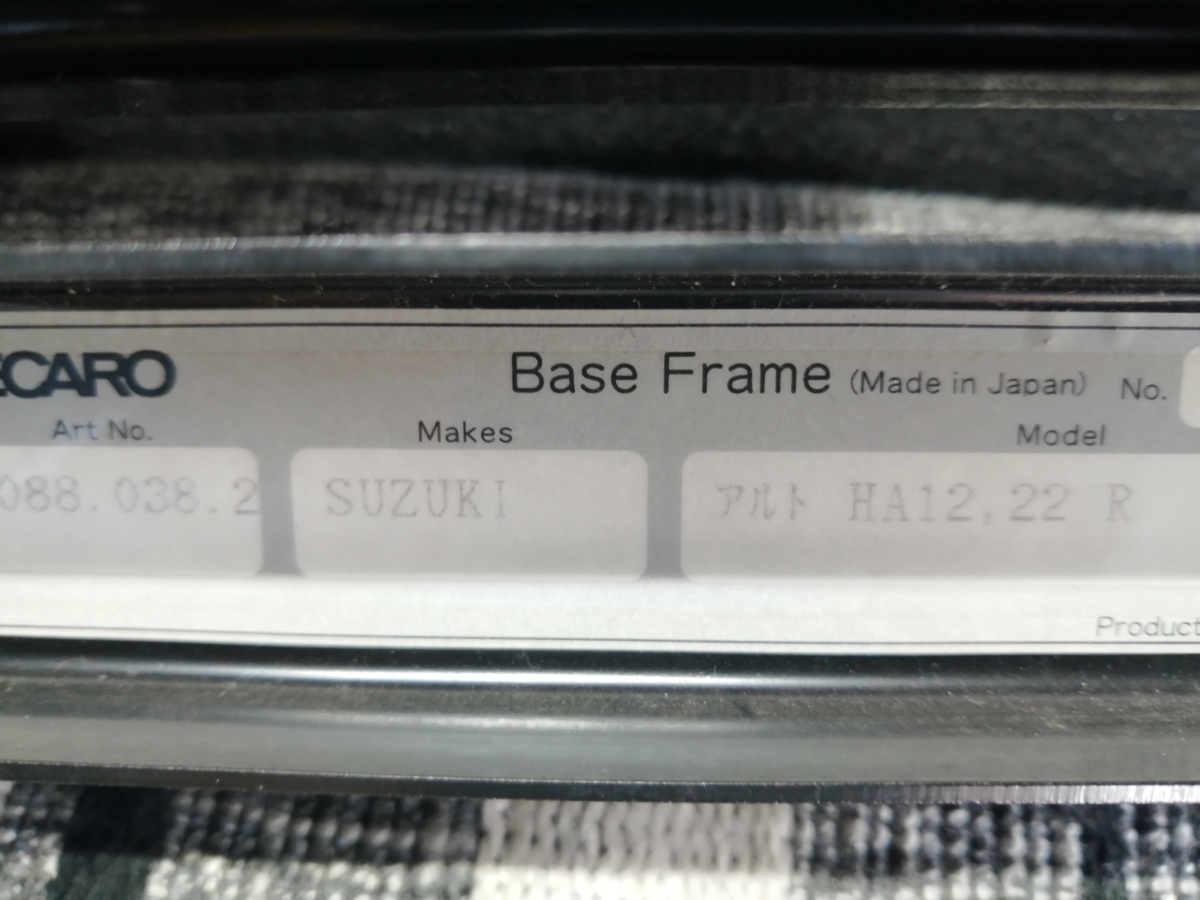 ECARO Base Frame (Made in Japan) No.
Art No. Makes Model
088.038.2 SUZUKI アルト HA12,22 R
Product